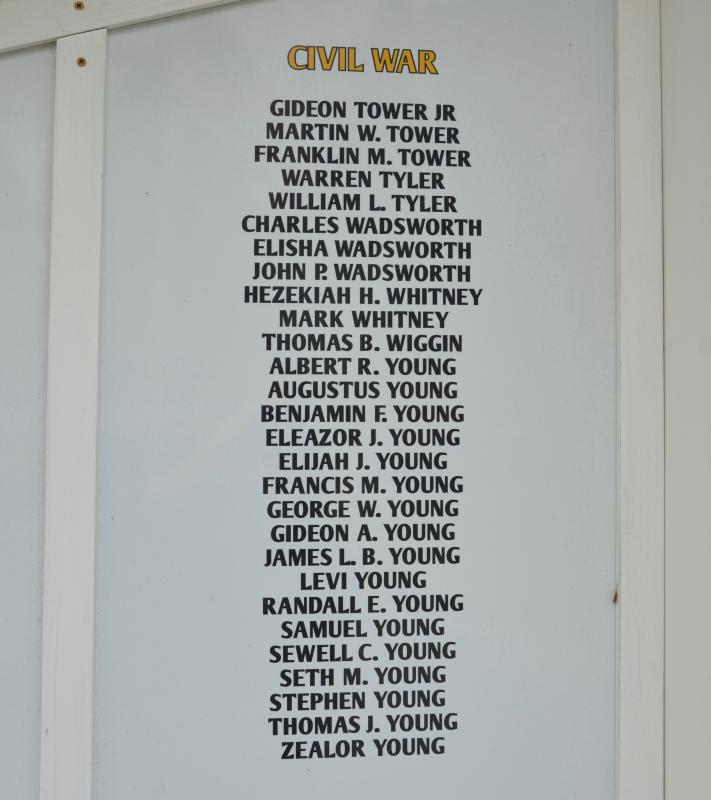 CIVIL WAR
GIDEON TOWER JR
MARTIN W. TOWER
FRANKLIN M. TOWER
WARREN TYLER
WILLIAM L. TYLER
CHARLES WADSWORTH
ELISHA WADSWORTH
JOHN P. WADSWORTH
HEZEKIAH H. WHITNEY
MARK WHITNEY
THOMAS B. WIGGIN
ALBERT R. YOUNG
AUGUSTUS YOUNG
BENJAMIN F. YOUNG
ELEAZOR J. YOUNG
ELIJAH J. YOUNG
FRANCIS M. YOUNG
GEORGE W. YOUNG
GIDEON A. YOUNG
JAMES L. B. YOUNG
LEVI YOUNG
RANDALL E. YOUNG
SAMUEL YOUNG
SEWELL C. YOUNG
SETH M. YOUNG
STEPHEN YOUNG
THOMAS J. YOUNG
ZEALOR YOUNG